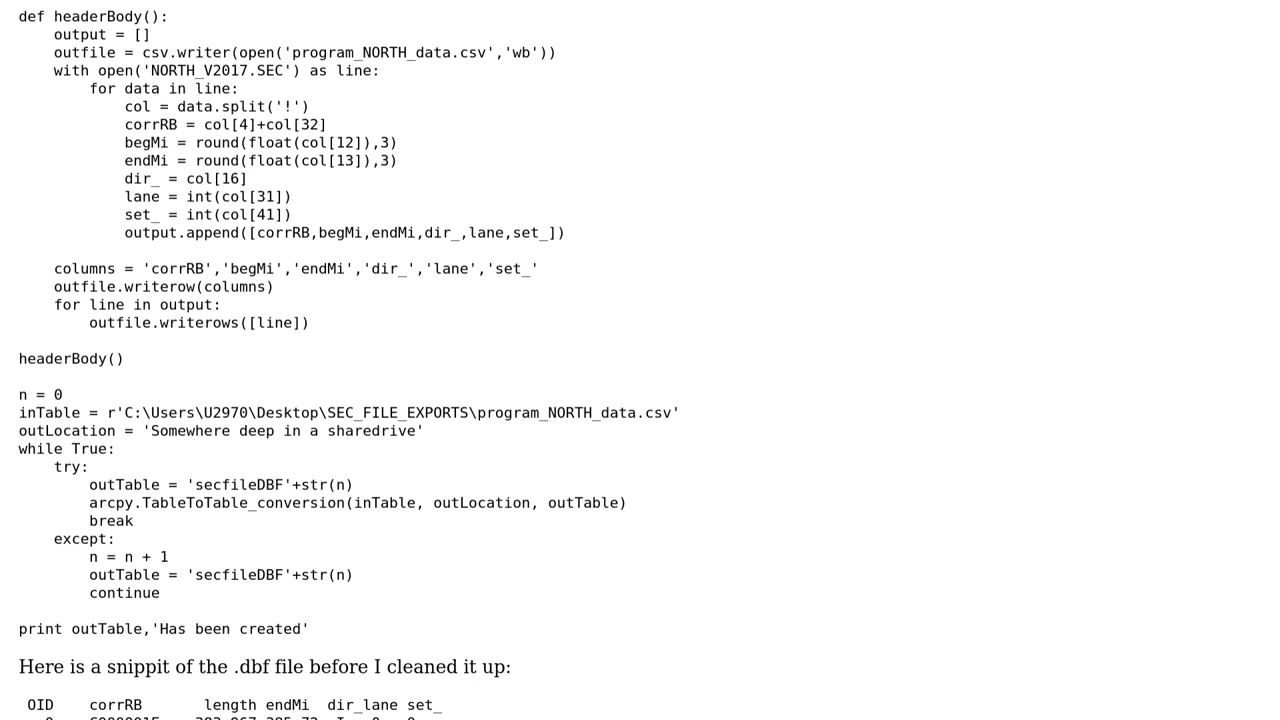 def headerBody():
    output = []
    outfile = csv.writer(open('program_NORTH_data.csv','wb'))
    with open('NORTH_V2017.SEC') as line:
        for data in line:
            col = data.split('!')
            corrRB = col[4]+col[32]
            begMi = round(float(col[12]),3)
            endMi = round(float(col[13]),3)
            dir_ = col[16]
            lane = int(col[31])
            set_ = int(col[41])
            output.append([corrRB,begMi,endMi,dir_,lane,set_])

    columns = 'corrRB','begMi','endMi','dir_','lane','set_'
    outfile.writerow(columns)
    for line in output:
        outfile.writerows([line])

headerBody()

n = 0
inTable = r'C:\Users\U2970\Desktop\SEC_FILE_EXPORTS\program_NORTH_data.csv'
outLocation = 'Somewhere deep in a sharedrive'
while True:
    try:
        outTable = 'secfileDBF'+str(n)
        arcpy.TableToTable_conversion(inTable, outLocation, outTable)
        break
    except:
        n = n + 1
        outTable = 'secfileDBF'+str(n)
        continue

print outTable,'Has been created'
Here is a snippit of the .dbf file before I cleaned it up:
 OID    corrRB       length endMi  dir_lane set_